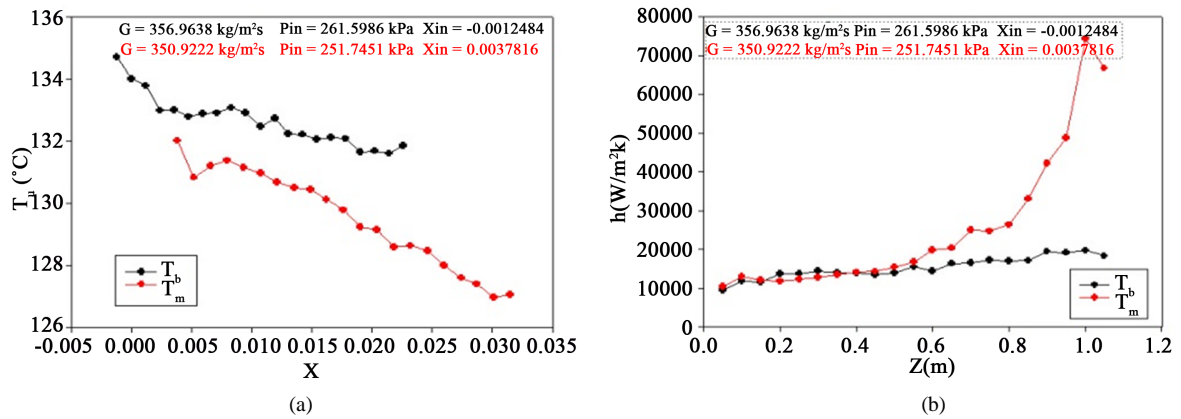 G = 356.9638 kg/m²s Pin = 261.5986 kPa Xin = -0.0012484
G = 350.9222 kg/m²s Pin = 251.7451 kPa Xin = 0.0037816
136
134
132
130
128
126
T_μ (°C)
T_b
T_m
-0.005 0.000 0.005 0.010 0.015 0.020 0.025 0.030 0.035
X
(a)
G = 356.9638 kg/m²s Pin = 261.5986 kPa Xin = -0.0012484
G = 350.9222 kg/m²s Pin = 251.7451 kPa Xin = 0.0037816
80000
70000
60000
50000
40000
30000
20000
10000
0
h(W/m²k)
T_b
T_m
0.0 0.2 0.4 0.6 0.8 1.0 1.2
Z(m)
(b)